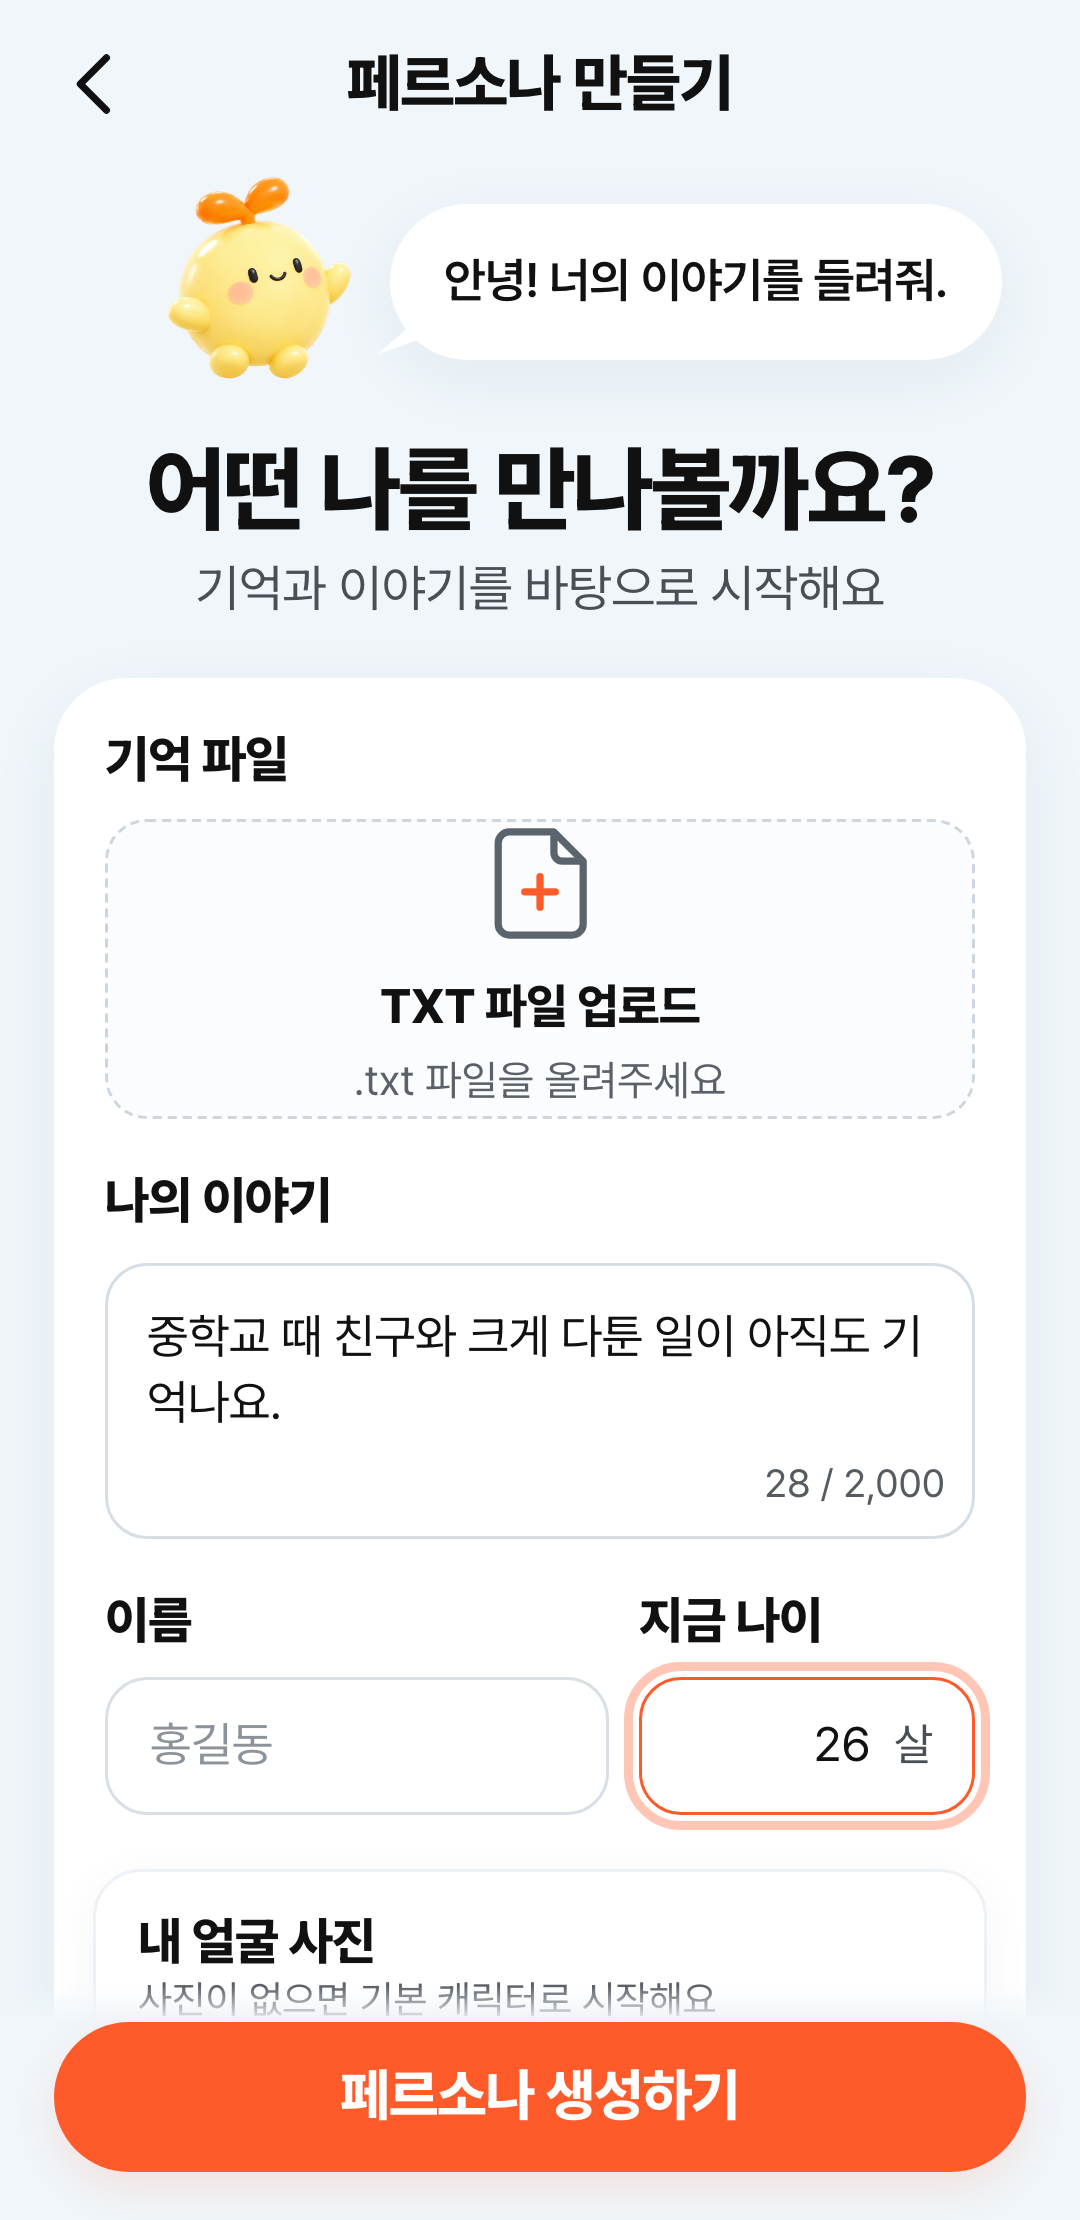 페르소나 만들기
안녕! 너의 이야기를 들려줘.
어떤 나를 만나볼까요?
기억과 이야기를 바탕으로 시작해요
기억 파일
TXT 파일 업로드
.txt 파일을 올려주세요
나의 이야기
중학교 때 친구와 크게 다툰 일이 아직도 기
억나요.
28 / 2,000
이름
지금 나이
홍길동
26 살
내 얼굴 사진
사진이 없으면 기본 캐릭터로 시작해요
페르소나 생성하기